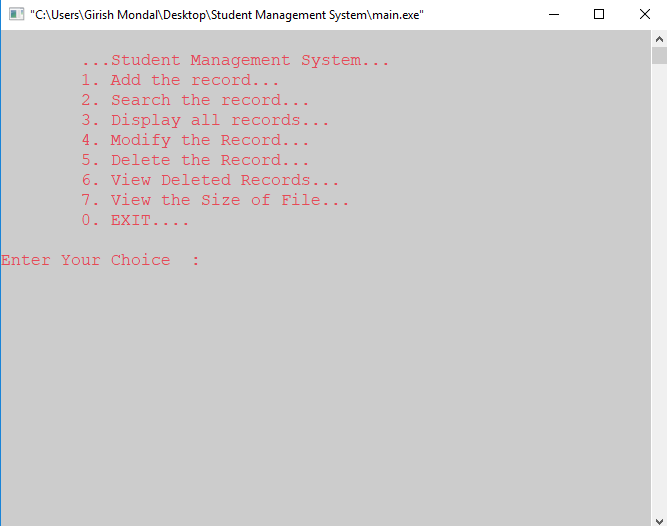 "C:\Users\Girish Mondal\Desktop\Student Management System\main.exe"
...Student Management System...
1. Add the record...
2. Search the record...
3. Display all records...
4. Modify the Record...
5. Delete the Record...
6. View Deleted Records...
7. View the Size of File...
0. EXIT....
Enter Your Choice  :